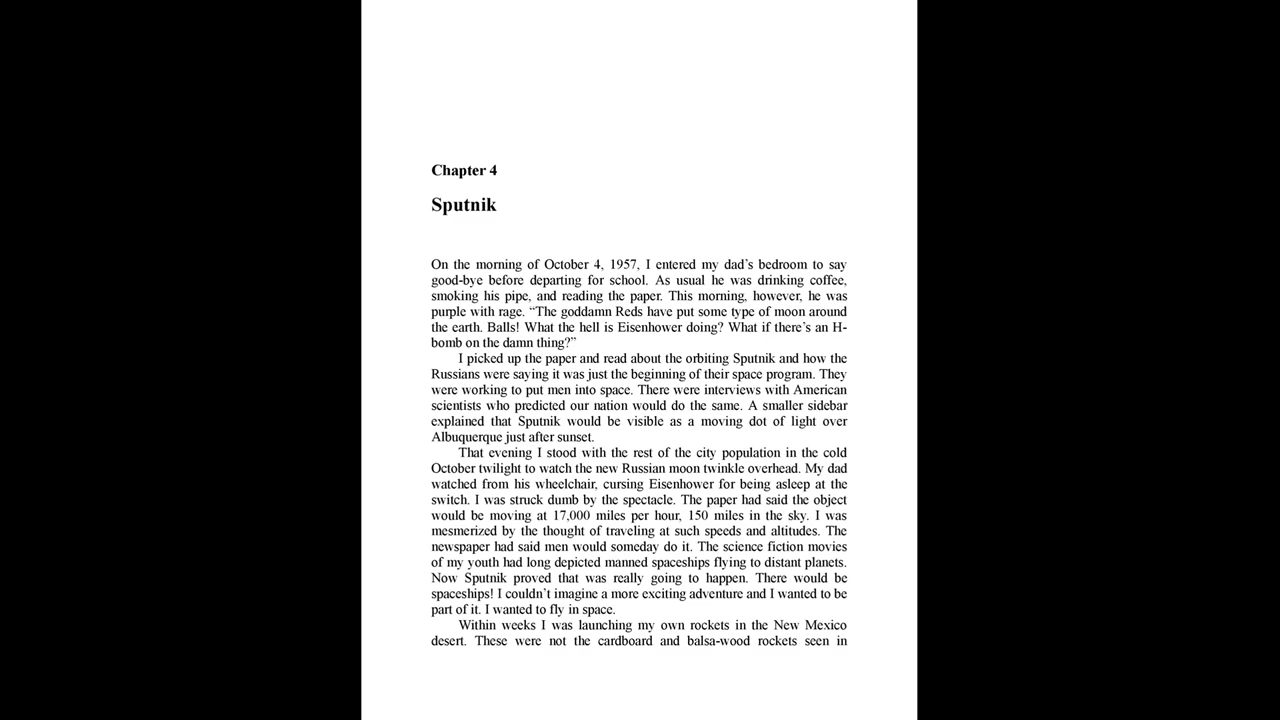 Chapter 4
Sputnik
On the morning of October 4, 1957, I entered my dad’s bedroom to say
good-bye before departing for school. As usual he was drinking coffee,
smoking his pipe, and reading the paper. This morning, however, he was
purple with rage. “The goddamn Reds have put some type of moon around
the earth. Balls! What the hell is Eisenhower doing? What if there’s an H-
bomb on the damn thing?”
I picked up the paper and read about the orbiting Sputnik and how the
Russians were saying it was just the beginning of their space program. They
were working to put men into space. There were interviews with American
scientists who predicted our nation would do the same. A smaller sidebar
explained that Sputnik would be visible as a moving dot of light over
Albuquerque just after sunset.
That evening I stood with the rest of the city population in the cold
October twilight to watch the new Russian moon twinkle overhead. My dad
watched from his wheelchair, cursing Eisenhower for being asleep at the
switch. I was struck dumb by the spectacle. The paper had said the object
would be moving at 17,000 miles per hour, 150 miles in the sky. I was
mesmerized by the thought of traveling at such speeds and altitudes. The
newspaper had said men would someday do it. The science fiction movies
of my youth had long depicted manned spaceships flying to distant planets.
Now Sputnik proved that was really going to happen. There would be
spaceships! I couldn’t imagine a more exciting adventure and I wanted to be
part of it. I wanted to fly in space.
Within weeks I was launching my own rockets in the New Mexico
desert. These were not the cardboard and balsa-wood rockets seen in